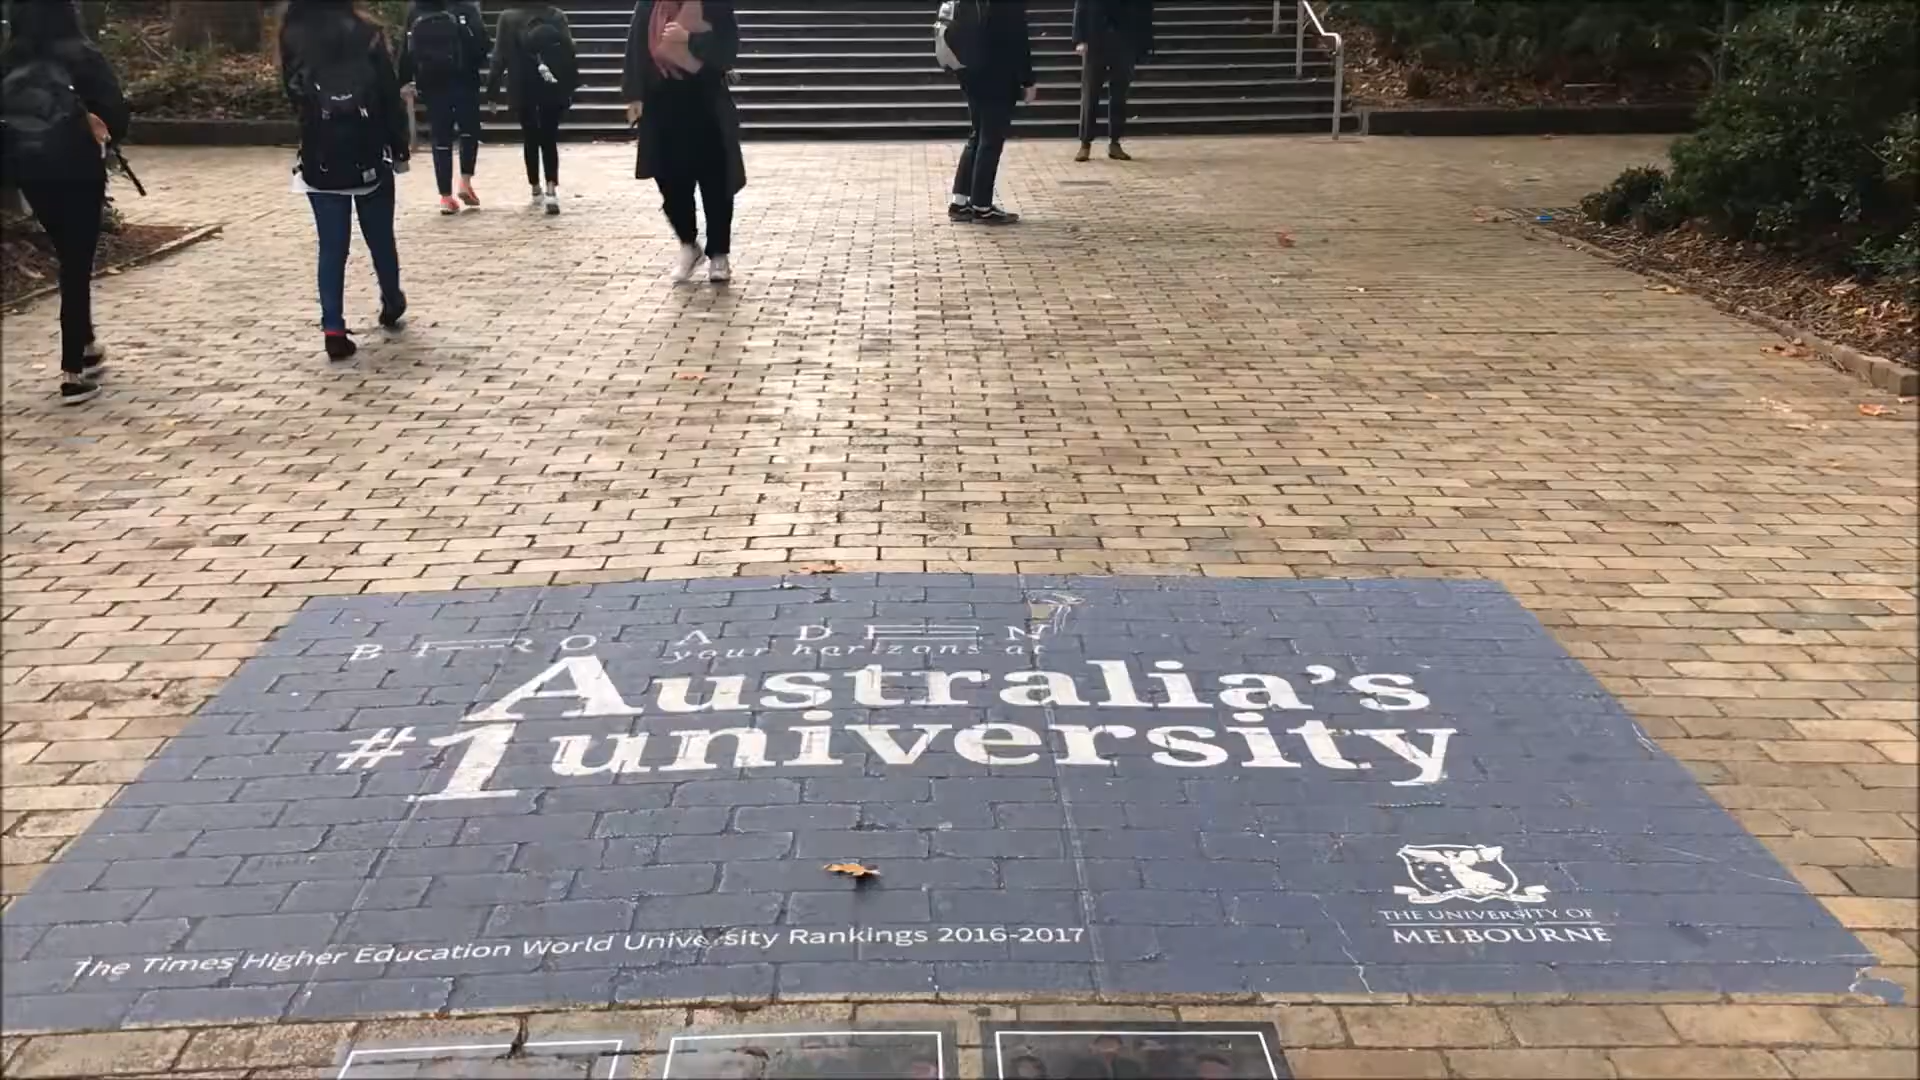 BROADEN
your horizons at
Australia's
#1 university
The Times Higher Education World University Rankings 2016-2017
THE UNIVERSITY OF
MELBOURNE